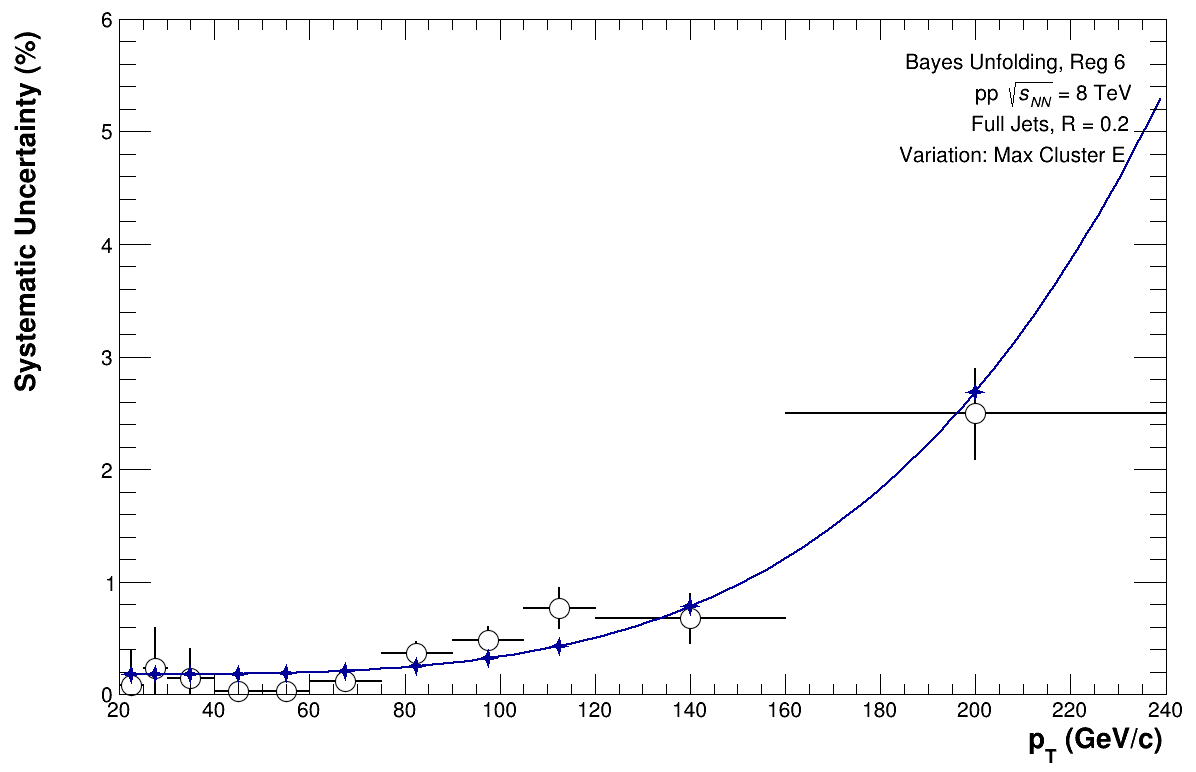 Systematic Uncertainty (%)
6
5
4
3
2
1
0
Bayes Unfolding, Reg 6
pp √s_NN = 8 TeV
Full Jets, R = 0.2
Variation: Max Cluster E
20 40 60 80 100 120 140 160 180 200 220 240
p_T (GeV/c)